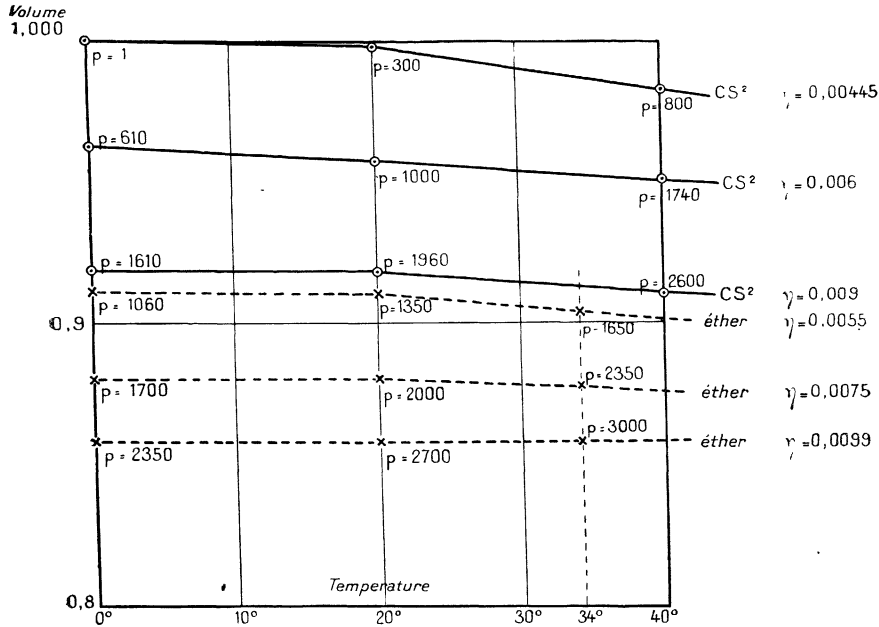 Volume
1,000
p = 1
p = 300
p = 800
CS² η = 0,00445
p = 610
p = 1000
p = 1740
CS² η = 0,006
p = 1610
p = 1960
p = 2600
CS² η = 0,009
p = 1060
p = 1350
p - 1650
éther η = 0.0055
0,9
p = 1700
p = 2000
p = 2350
éther η = 0,0075
p = 2350
p = 2700
p = 3000
éther η = 0,0099
Temperature
0,8
0° 10° 20° 30° 34° 40°